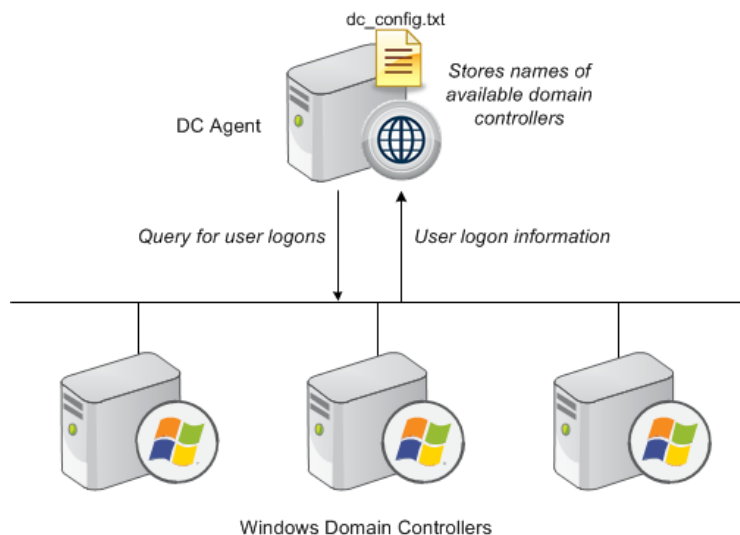 dc_config.txt
Stores names of
available domain
controllers
DC Agent
Query for user logons
User logon information
Windows Domain Controllers